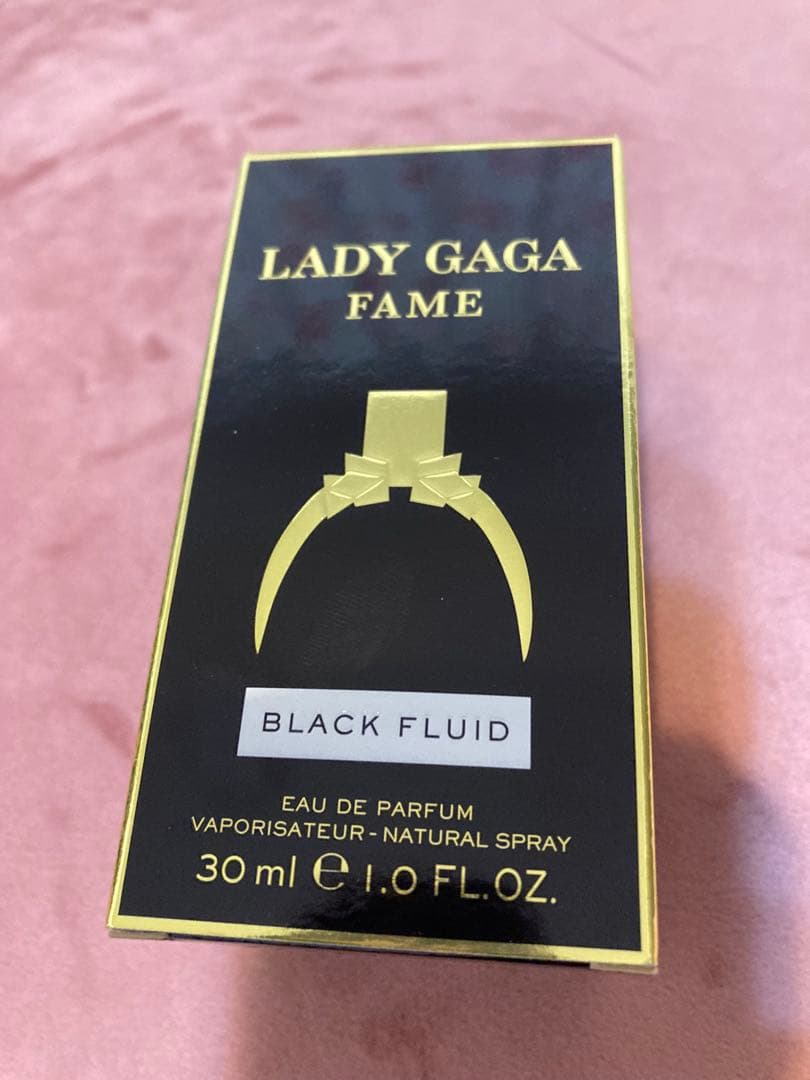 LADY GAGA
FAME
BLACK FLUID
EAU DE PARFUM
VAPORISATEUR - NATURAL SPRAY
30 ml ℮ 1.0 FL. OZ.